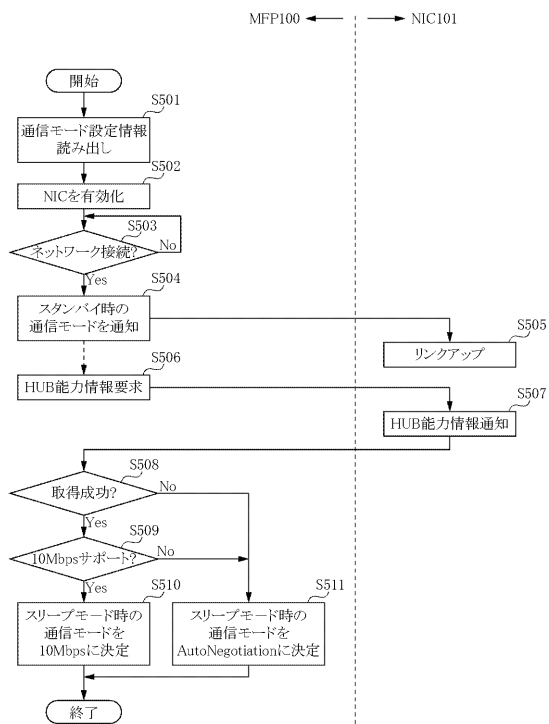 MFP100
NIC101
開始
S501
通信モード設定情報
読み出し
S502
NICを有効化
S503
ネットワーク接続?
No
Yes
S504
スタンバイ時の
通信モードを通知
S505
リンクアップ
S506
HUB能力情報要求
S507
HUB能力情報通知
S508
取得成功?
No
Yes
S509
10Mbpsサポート?
No
Yes
S510
スリープモード時の
通信モードを
10Mbpsに決定
S511
スリープモード時の
通信モードを
AutoNegotiationに決定
終了